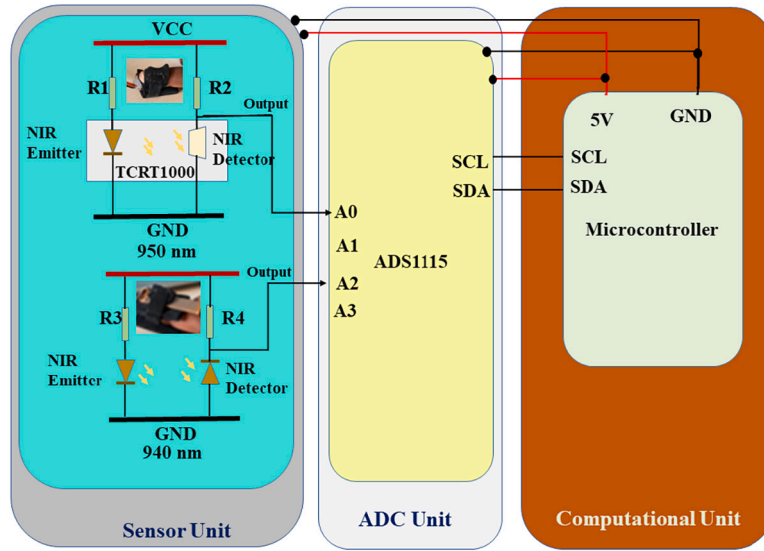 VCC
R1
R2
Output
NIR
Emitter
NIR
Detector
TCRT1000
GND
950 nm
Output
R3
R4
NIR
Emitter
NIR
Detector
GND
940 nm
Sensor Unit
A0
A1
A2
A3
ADS1115
SCL
SDA
ADC Unit
5V
GND
SCL
SDA
Microcontroller
Computational Unit